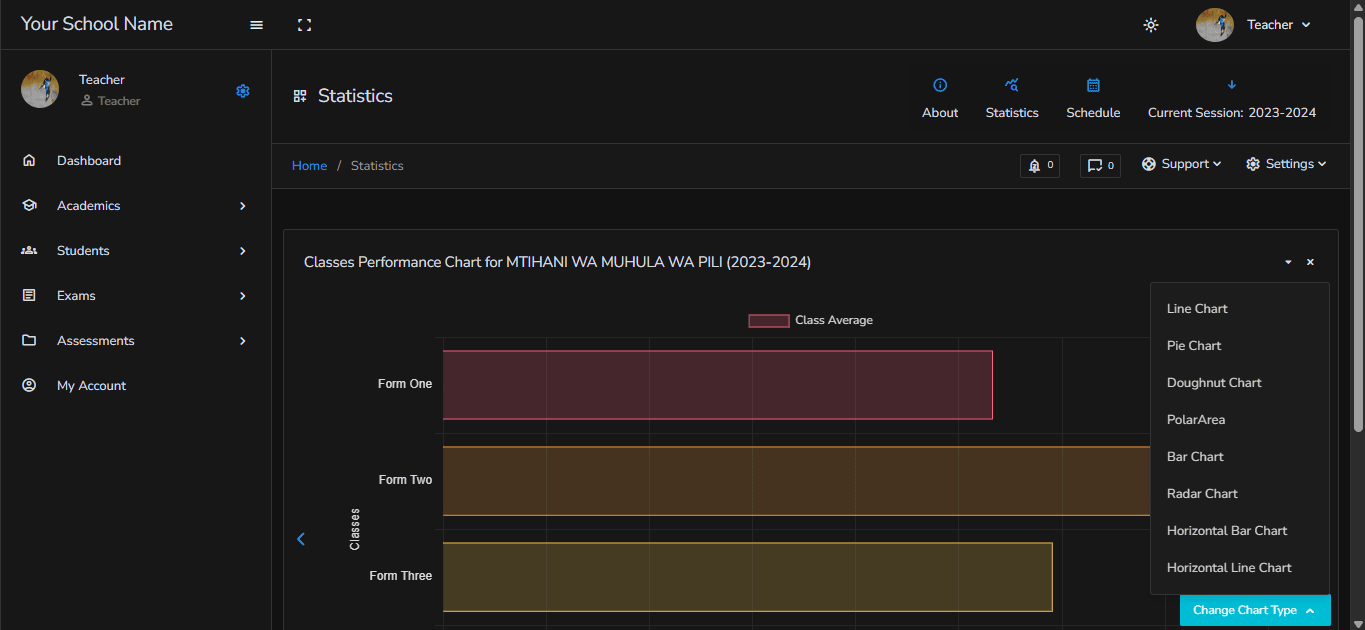 Your School Name
Teacher
Teacher
Teacher
Dashboard
Academics
Students
Exams
Assessments
My Account
Statistics
About
Statistics
Schedule
Current Session: 2023-2024
Home / Statistics
0
0
Support
Settings
Classes Performance Chart for MTIHANI WA MUHULA WA PILI (2023-2024)
Class Average
Form One
Form Two
Form Three
Classes
Line Chart
Pie Chart
Doughnut Chart
PolarArea
Bar Chart
Radar Chart
Horizontal Bar Chart
Horizontal Line Chart
Change Chart Type